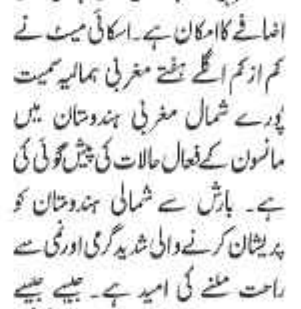 اضافے کا امکان ہے۔ اسکائی میٹ نے
کم از کم اگلے ہفتے مغربی ہمالیہ سمیت
پورے شمال مغربی ہندوستان میں
مانسون کے فعال حالات کی پیش گوئی کی
ہے۔ بارش سے شمالی ہندوستان کو
پریشان کرنے والی شدید گرمی اور نمی سے
راحت ملنے کی امید ہے۔ جیسے جیسے